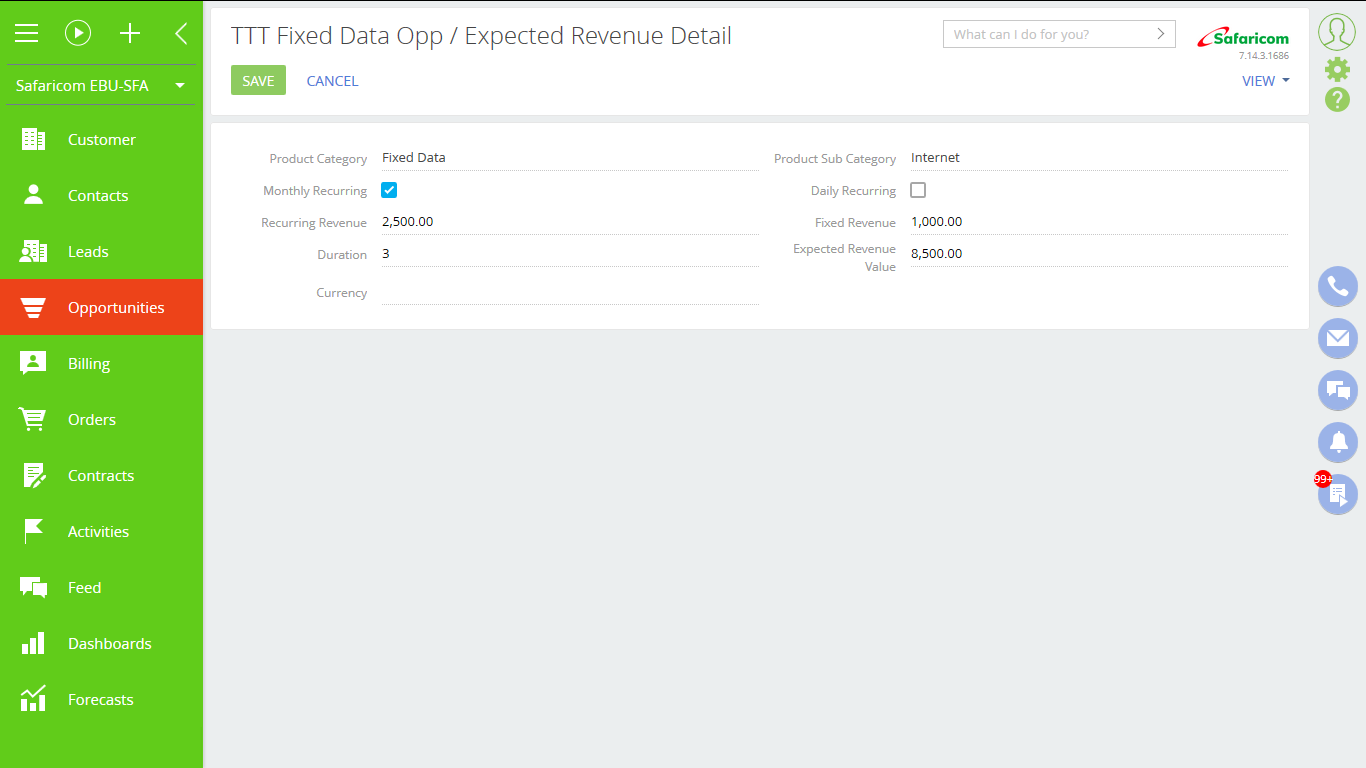 TTT Fixed Data Opp / Expected Revenue Detail
What can I do for you?
Safaricom
7.14.3.1686
SAVE
CANCEL
VIEW
Safaricom EBU-SFA
Customer
Contacts
Leads
Opportunities
Billing
Orders
Contracts
Activities
Feed
Dashboards
Forecasts
Product Category Fixed Data
Product Sub Category Internet
Monthly Recurring
Daily Recurring
Recurring Revenue 2,500.00
Fixed Revenue 1,000.00
Duration 3
Expected Revenue
Value 8,500.00
Currency
?
99+